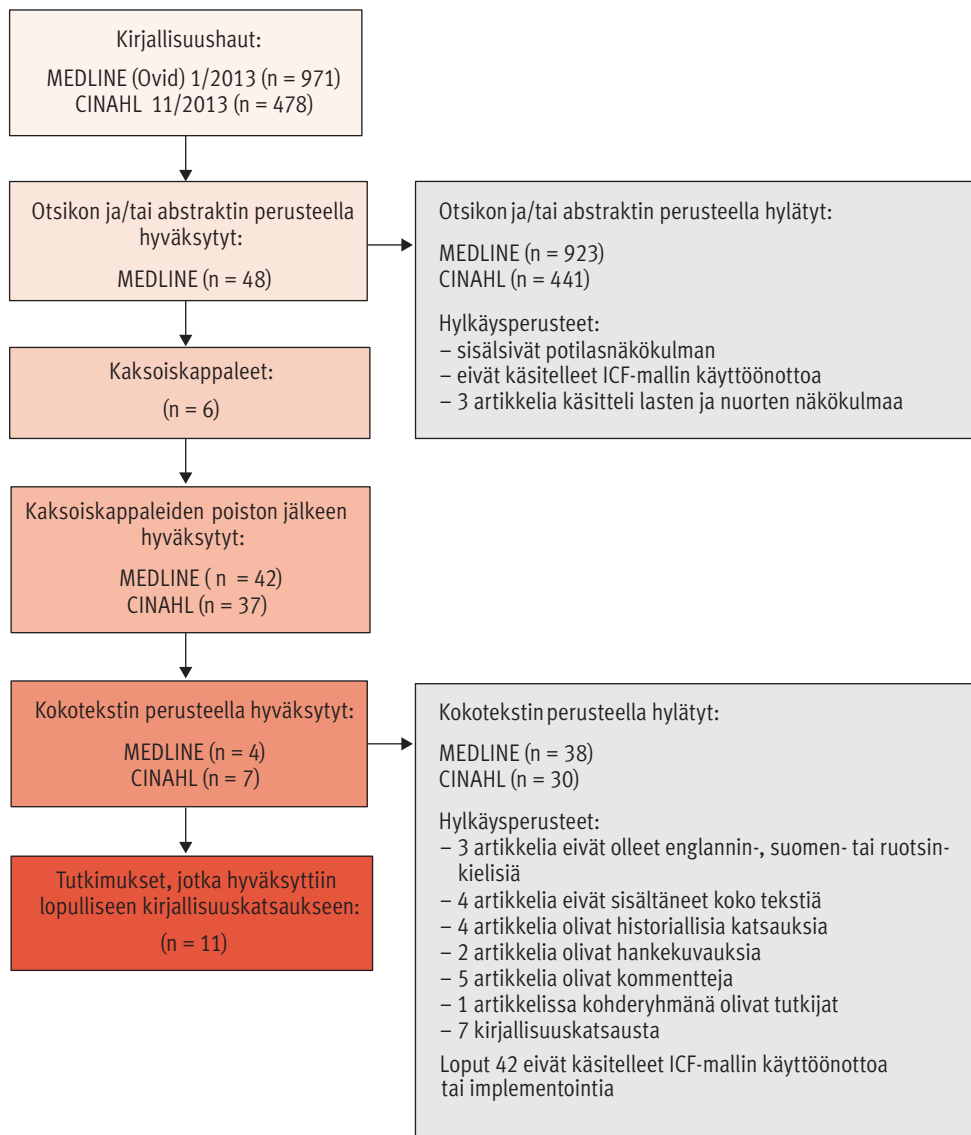 Kirjallisuushaut:
MEDLINE (Ovid) 1/2013 (n = 971)
CINAHL 11/2013 (n = 478)
Otsikon ja/tai abstraktin perusteella
hyväksytyt:
MEDLINE (n = 48)
Otsikon ja/tai abstraktin perusteella hylätyt:
MEDLINE (n = 923)
CINAHL (n = 441)
Hylkäysperusteet:
– sisälsivät potilasnäkökulman
– eivät käsitelleet ICF-mallin käyttöönottoa
– 3 artikkelia käsitteli lasten ja nuorten näkökulmaa
Kaksoiskappaleet:
(n = 6)
Kaksoiskappaleiden poiston jälkeen
hyväksytyt:
MEDLINE ( n = 42)
CINAHL (n = 37)
Kokotekstin perusteella hyväksytyt:
MEDLINE (n = 4)
CINAHL (n = 7)
Kokotekstin perusteella hylätyt:
MEDLINE (n = 38)
CINAHL (n = 30)
Hylkäysperusteet:
– 3 artikkelia eivät olleet englannin-, suomen- tai ruotsin-
kielisiä
– 4 artikkelia eivät sisältäneet koko tekstiä
– 4 artikkelia olivat historiallisia katsauksia
– 2 artikkelia olivat hankekuvauksia
– 5 artikkelia olivat kommentteja
– 1 artikkelissa kohderyhmänä olivat tutkijat
– 7 kirjallisuuskatsausta
Loput 42 eivät käsitelleet ICF-mallin käyttöönottoa
tai implementointia
Tutkimukset, jotka hyväksyttiin
lopulliseen kirjallisuuskatsaukseen:
(n = 11)